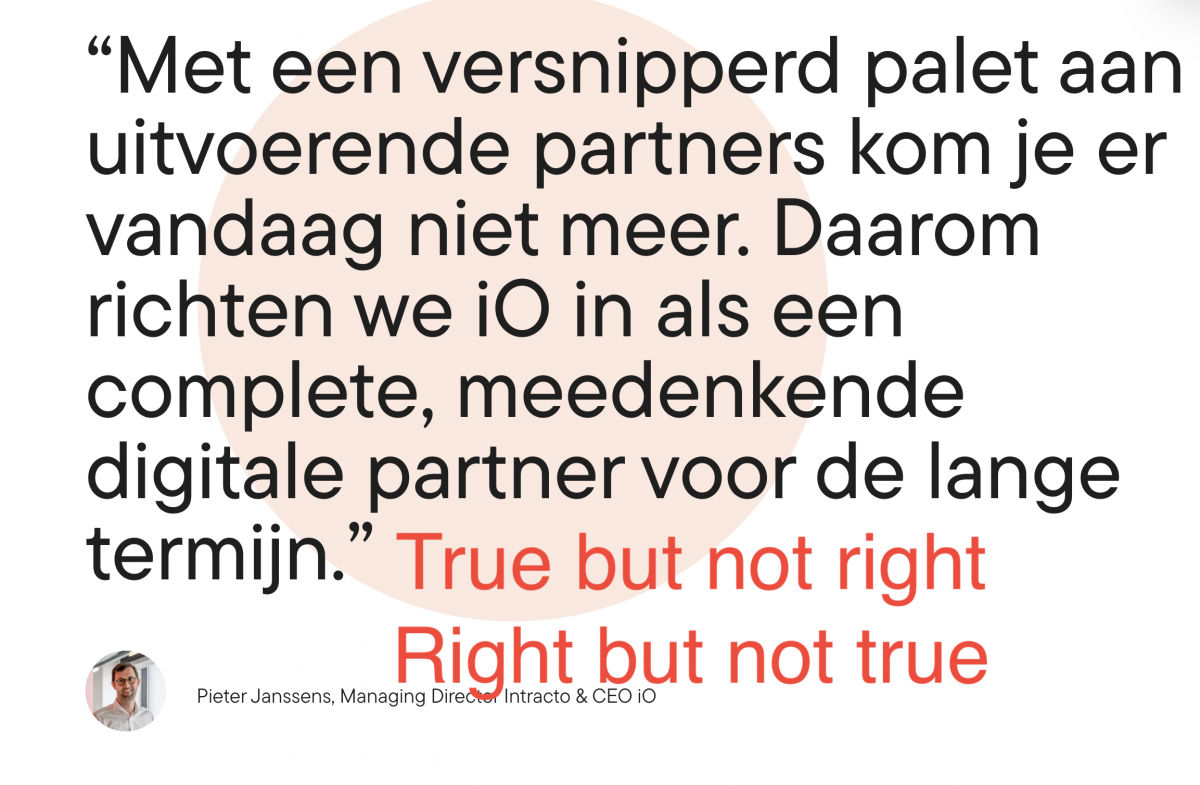 “Met een versnipperd palet aan
uitvoerende partners kom je er
vandaag niet meer. Daarom
richten we iO in als een
complete, meedenkende
digitale partner voor de lange
termijn.”
True but not right
Right but not true
Pieter Janssens, Managing Director Intracto & CEO iO